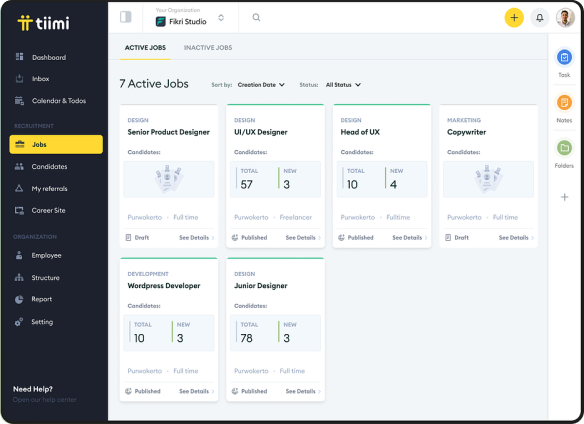 tiimi
Your Organization
Fikri Studio
Dashboard
Inbox
Calendar & Todos
RECRUITMENT
Jobs
Candidates
My referrals
Career Site
ORGANIZATION
Employee
Structure
Report
Setting
Need Help?
Open our help center
ACTIVE JOBS INACTIVE JOBS
7 Active Jobs
Sort by: Creation Date Status: All Status
DESIGN
Senior Product Designer
Candidates:
Purwokerto Full time
Draft See Details
DESIGN
UI/UX Designer
Candidates:
TOTAL NEW
57 3
Purwokerto Freelancer
Published See Details
DESIGN
Head of UX
Candidates:
TOTAL NEW
10 4
Purwokerto Fulltime
Published See Details
MARKETING
Copywriter
Candidates:
Purwokerto Full time
Draft See Details
DEVELOPMENT
Wordpress Developer
Candidates:
TOTAL NEW
10 3
Purwokerto Full time
Published See Details
DESIGN
Junior Designer
Candidates:
TOTAL NEW
78 3
Purwokerto Full time
Published See Details
Task
Notes
Folders